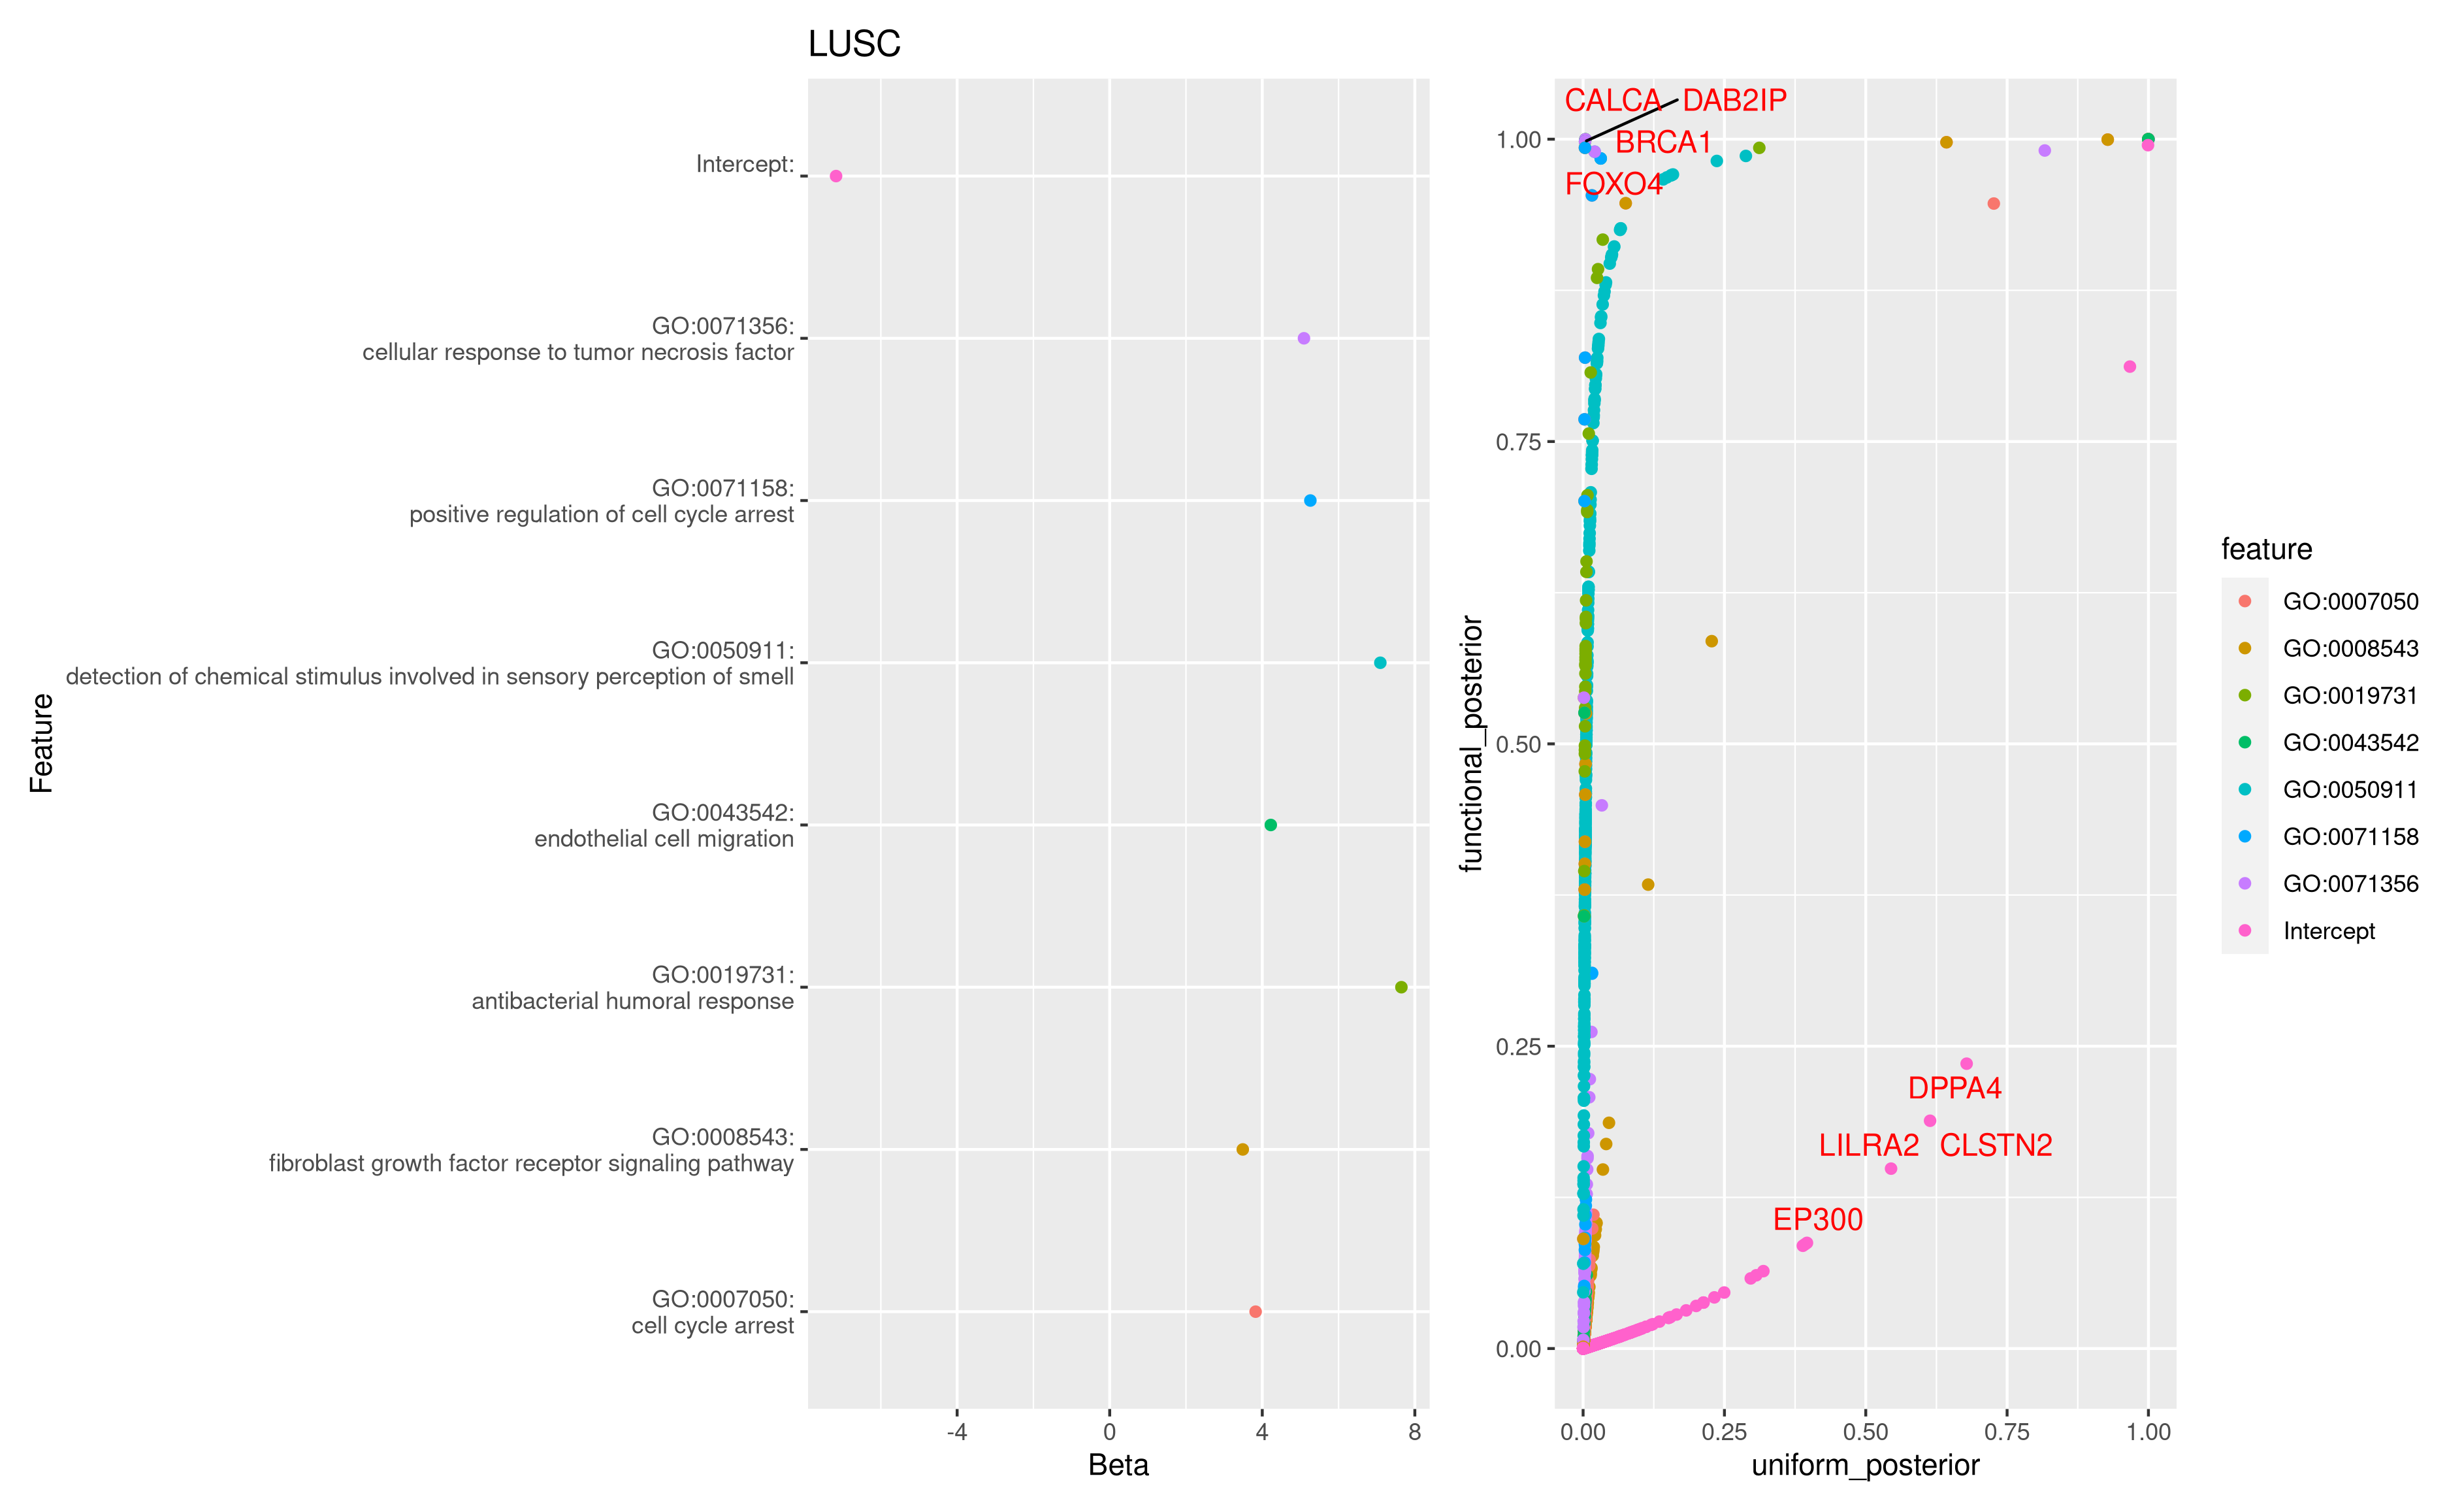 LUSC
Feature
Intercept:
GO:0071356:
cellular response to tumor necrosis factor
GO:0071158:
positive regulation of cell cycle arrest
GO:0050911:
detection of chemical stimulus involved in sensory perception of smell
GO:0043542:
endothelial cell migration
GO:0019731:
antibacterial humoral response
GO:0008543:
fibroblast growth factor receptor signaling pathway
GO:0007050:
cell cycle arrest
-4 0 4 8
Beta
functional_posterior
1.00
0.75
0.50
0.25
0.00
CALCA DAB2IP
BRCA1
FOXO4
DPPA4
LILRA2 CLSTN2
EP300
0.00 0.25 0.50 0.75 1.00
uniform_posterior
feature
GO:0007050
GO:0008543
GO:0019731
GO:0043542
GO:0050911
GO:0071158
GO:0071356
Intercept